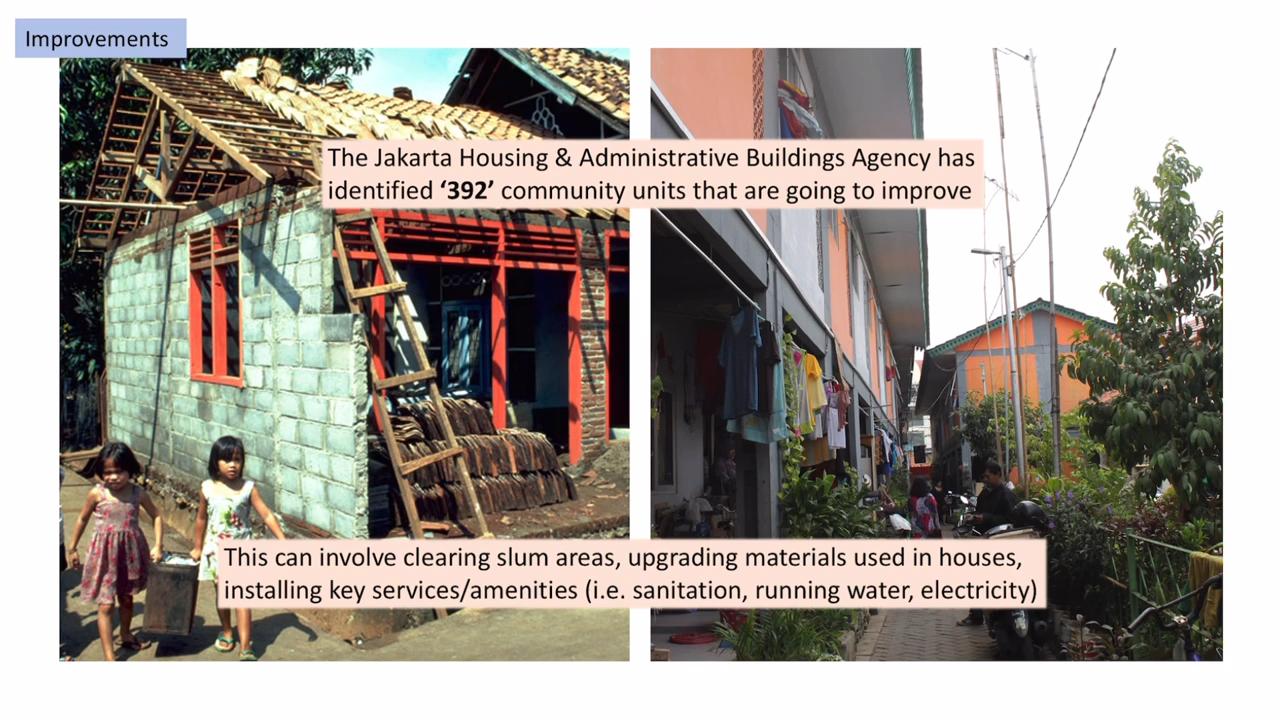 Improvements
The Jakarta Housing & Administrative Buildings Agency has
identified ‘392’ community units that are going to improve
This can involve clearing slum areas, upgrading materials used in houses,
installing key services/amenities (i.e. sanitation, running water, electricity)